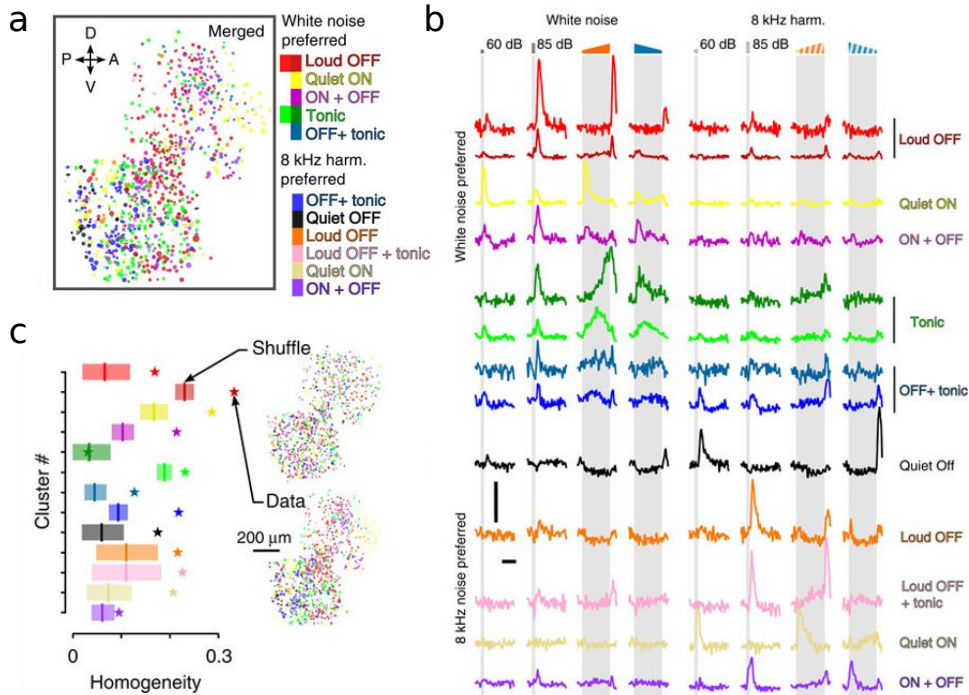 a
D
P
A
V
Merged
White noise
preferred
Loud OFF
Quiet ON
ON + OFF
Tonic
OFF+ tonic
8 kHz harm.
preferred
OFF+tonic
Quiet OFF
Loud OFF
Loud OFF + tonic
Quiet ON
ON + OFF
b
White noise
8 kHz harm.
60 dB
85 dB
60 dB
85 dB
White noise preferred
Loud OFF
Quiet ON
ON + OFF
Tonic
OFF+ tonic
8 kHz noise preferred
Quiet Off
Loud OFF
Loud OFF
+ tonic
Quiet ON
ON + OFF
c
Shuffle
Data
Cluster #
200 µm
0
0.3
Homogeneity